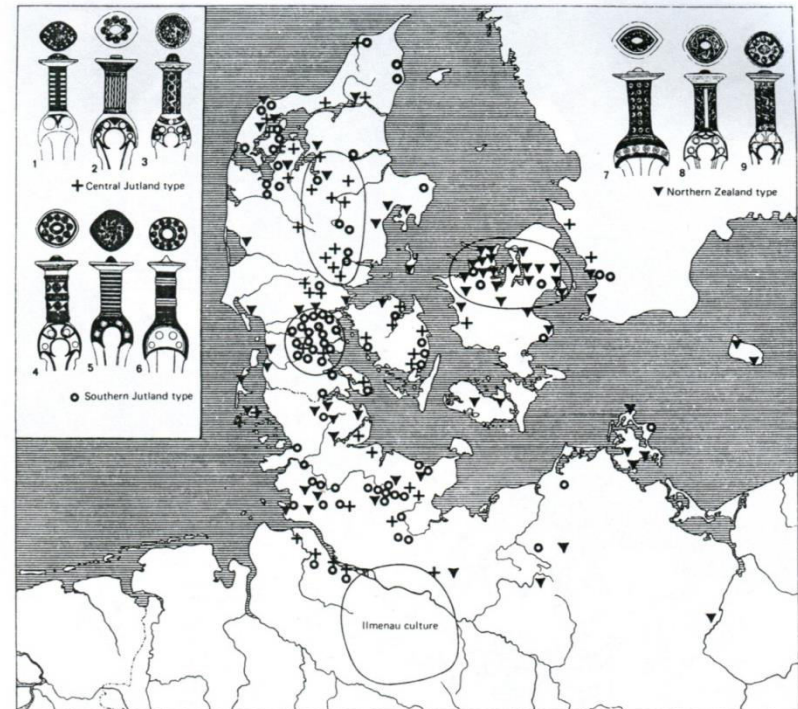 1
2
3
+ Central Jutland type
4
5
6
o Southern Jutland type
7
8
9
▼ Northern Zealand type
Ilmenau culture